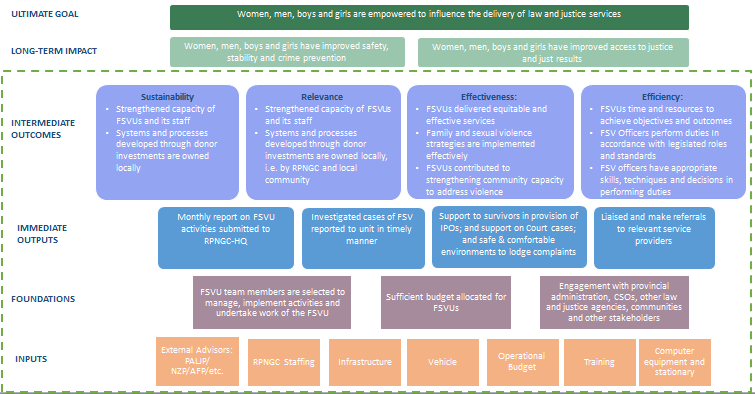 ULTIMATE GOAL
Women, men, boys and girls are empowered to influence the delivery of law and justice services
LONG-TERM IMPACT
Women, men, boys and girls have improved safety,
stability and crime prevention
Women, men, boys and girls have improved access to justice
and just results
INTERMEDIATE
OUTCOMES
Sustainability
• Strengthened capacity of
FSVUs and its staff
• Systems and processes
developed through donor
investments are owned
locally
Relevance
• Strengthened capacity of FSVUs
and its staff
• Systems and processes
developed through donor
investments are owned locally,
i.e. by RPNGC and local
community
Effectiveness:
• FSVUs delivered equitable and
effective services
• Family and sexual violence
strategies are implemented
effectively
• FSVUs contributed to
strengthening community capacity
to address violence
Efficiency:
• FSVUs time and resources to
achieve objectives and outcomes
• FSV Officers perform duties In
accordance with legislated roles
and standards
• FSV officers have appropriate
skills, techniques and decisions in
performing duties
IMMEDIATE
OUTPUTS
Monthly report on FSVU
activities submitted to
RPNGC-HQ
Investigated cases of FSV
reported to unit in timely
manner
Support to survivors in provision of
IPOs; and support on Court cases;
and safe & comfortable
environments to lodge complaints
Liaised and make referrals
to relevant service
providers
FOUNDATIONS
FSVU team members are selected to
manage, implement activities and
undertake work of the FSVU
Sufficient budget allocated for
FSVUs
Engagement with provincial
administration, CSOs, other law
and justice agencies, communities
and other stakeholders
INPUTS
External Advisors:
PALJP/
NZP/AFP/etc.
RPNGC Staffing
Infrastructure
Vehicle
Operational
Budget
Training
Computer
equipment and
stationary